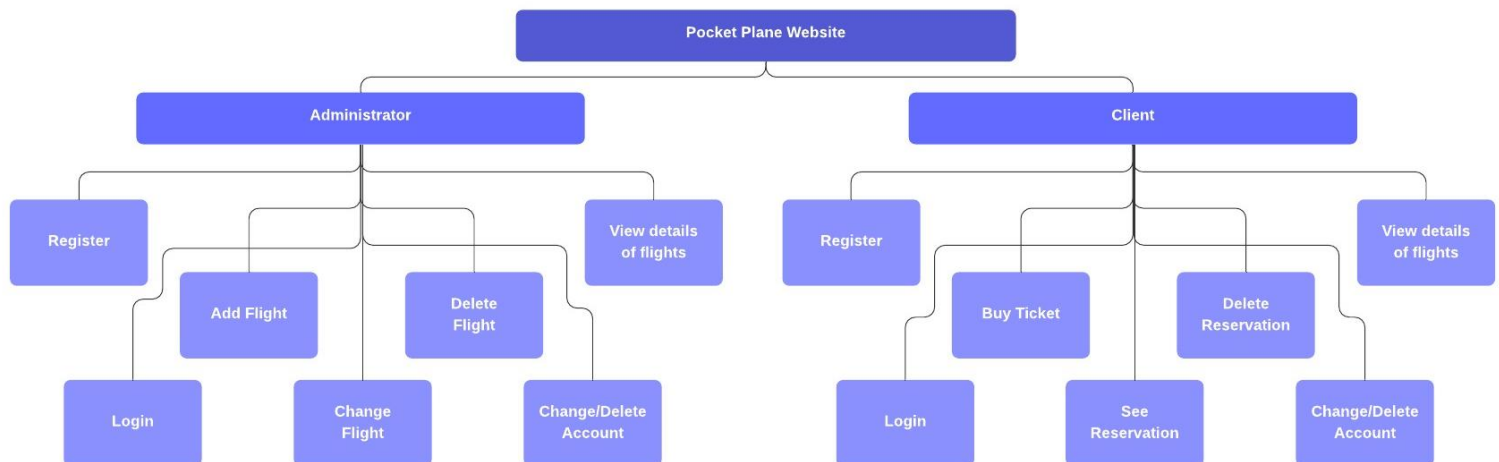 Pocket Plane Website
Administrator
Client
Register
View details
of flights
Register
View details
of flights
Add Flight
Delete
Flight
Buy Ticket
Delete
Reservation
Login
Change
Flight
Change/Delete
Account
Login
See
Reservation
Change/Delete
Account